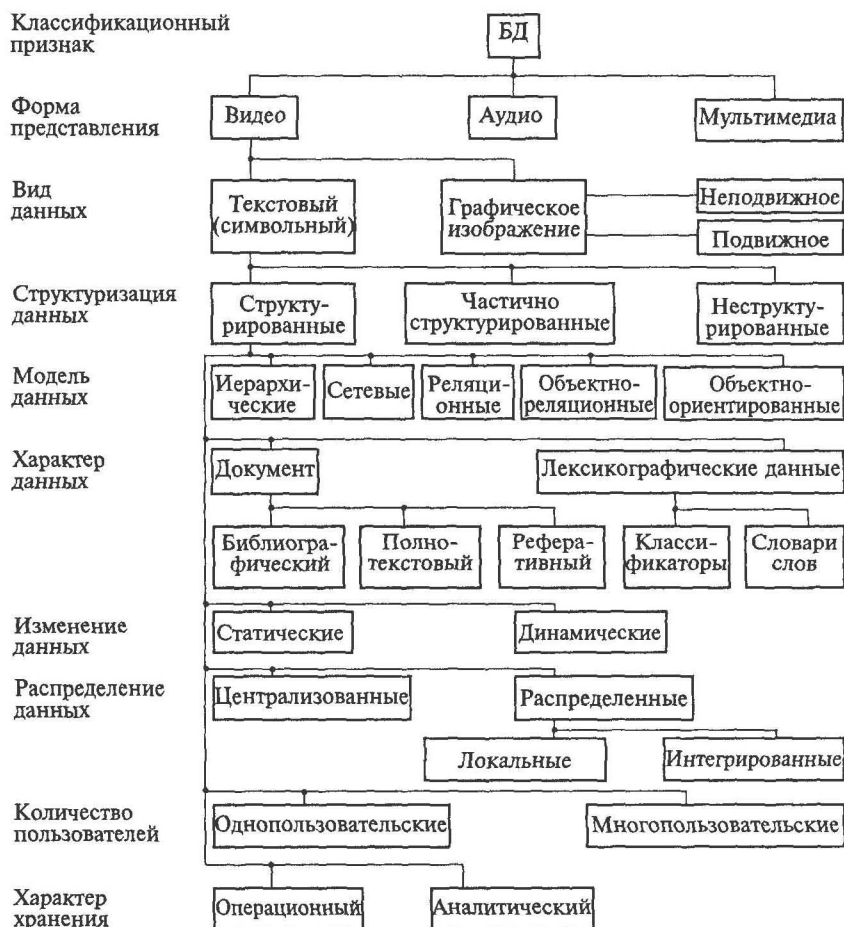 Классификационный
признак
БД
Форма
представления
Видео
Аудио
Мультимедиа
Вид
данных
Текстовый
(символьный)
Графическое
изображение
Неподвижное
Подвижное
Структуризация
данных
Структу-
рированные
Частично
структурированные
Неструкту-
рированные
Модель
данных
Иерархи-
ческие
Сетевые
Реляци-
онные
Объектно-
реляционные
Объектно-
ориентированные
Характер
данных
Документ
Лексикографические данные
Библиогра-
фический
Полно-
текстовый
Рефера-
тивный
Класси-
фикаторы
Словари
слов
Изменение
данных
Статические
Динамические
Распределение
данных
Централизованные
Распределенные
Локальные
Интегрированные
Количество
пользователей
Однопользовательские
Многопользовательские
Характер
хранения
Операционный
Аналитический